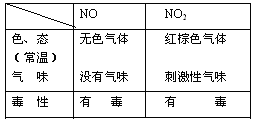 NO NO₂
色、态 无色气体 红棕色气体
（常温）
气 味 没有气味 刺激性气味
毒 性 有 毒 有 毒